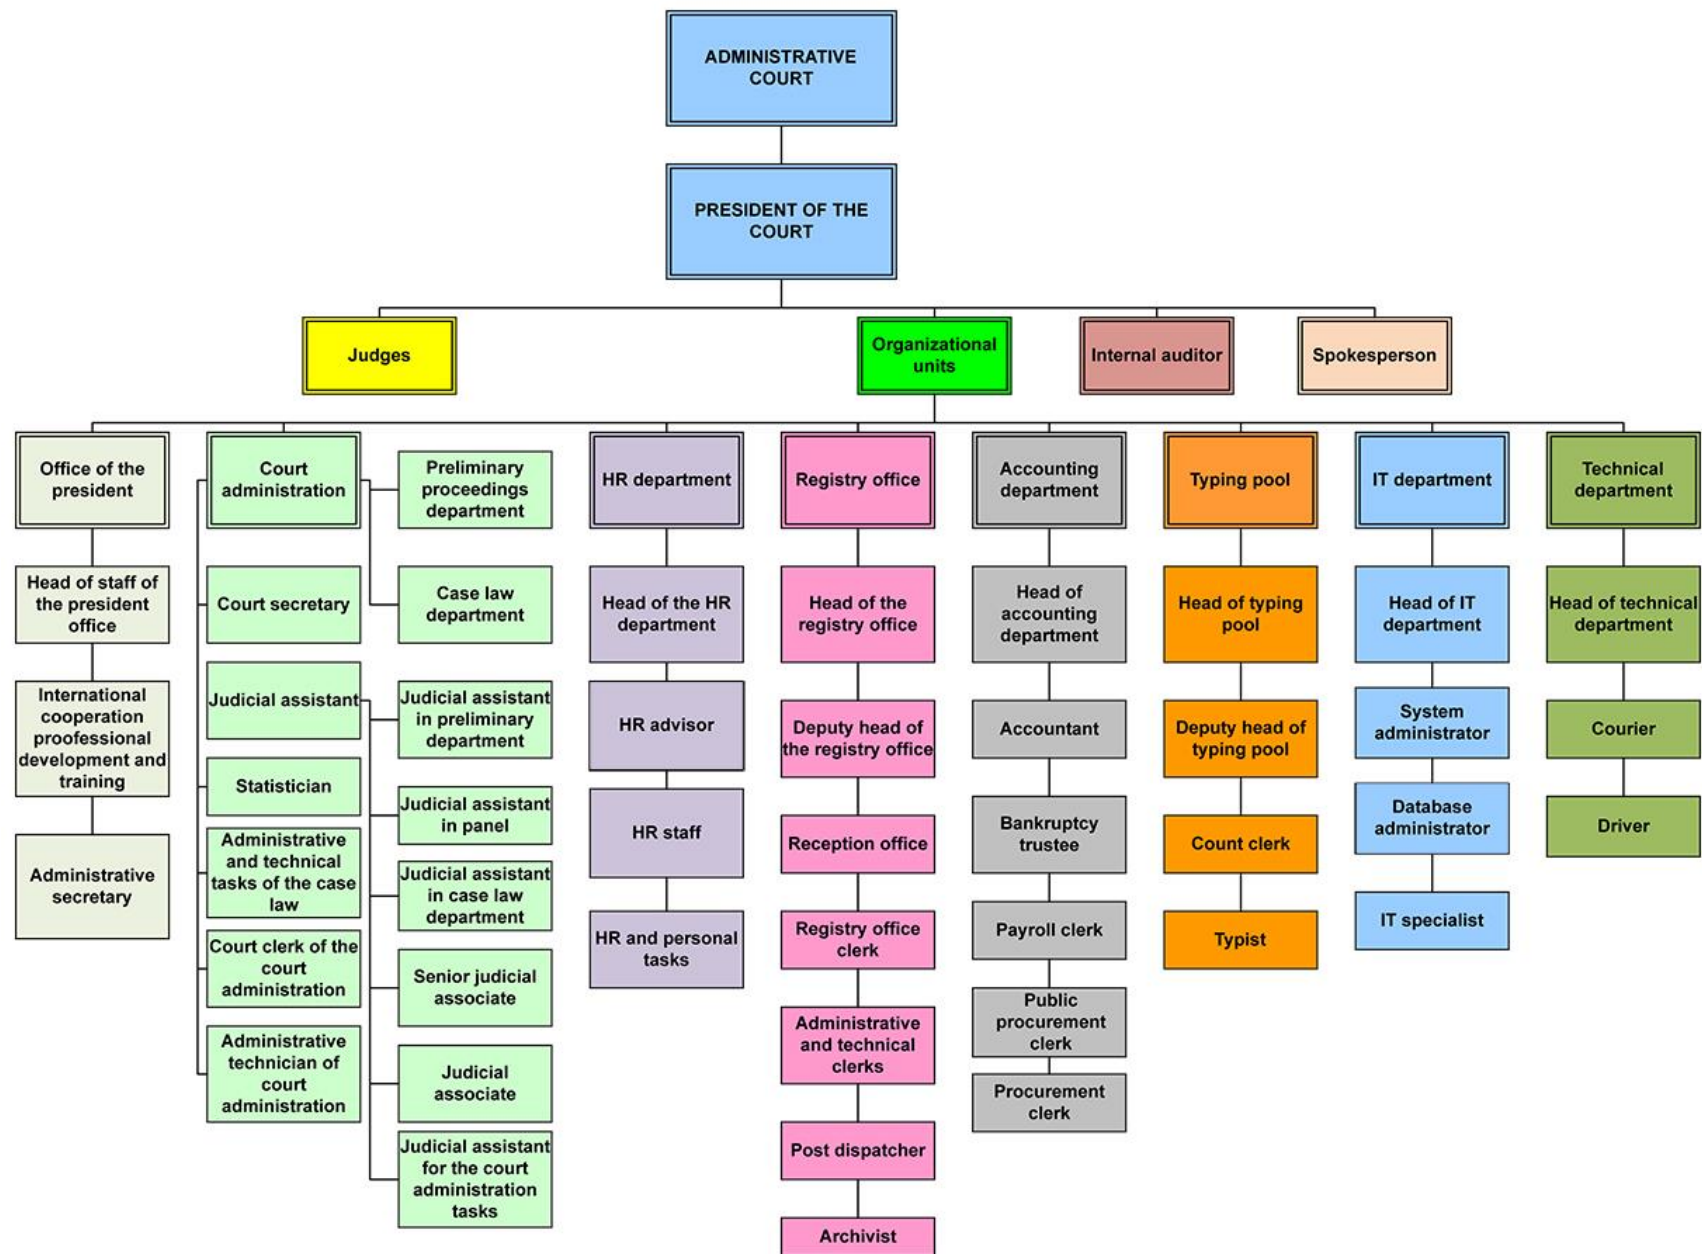 ADMINISTRATIVE
COURT
PRESIDENT OF THE
COURT
Judges
Organizational
units
Internal auditor
Spokesperson
Office of the
president
Head of staff of
the president
office
International
cooperation
proofessional
development and
training
Administrative
secretary
Court
administration
Court secretary
Judicial assistant
Statistician
Administrative
and technical
tasks of the case
law
Court clerk of the
court
administration
Administrative
technician of
court
administration
Preliminary
proceedings
department
Case law
department
Judicial assistant
in preliminary
department
Judicial assistant
in panel
Judicial assistant
in case law
department
Senior judicial
associate
Judicial
associate
Judicial assistant
for the court
administration
tasks
HR department
Head of the HR
department
HR advisor
HR staff
HR and personal
tasks
Registry office
Head of the
registry office
Deputy head of
the registry office
Reception office
Registry office
clerk
Administrative
and technical
clerks
Post dispatcher
Archivist
Accounting
department
Head of
accounting
department
Accountant
Bankruptcy
trustee
Payroll clerk
Public
procurement
clerk
Procurement
clerk
Typing pool
Head of typing
pool
Deputy head of
typing pool
Count clerk
Typist
IT department
Head of IT
department
System
administrator
Database
administrator
IT specialist
Technical
department
Head of technical
department
Courier
Driver